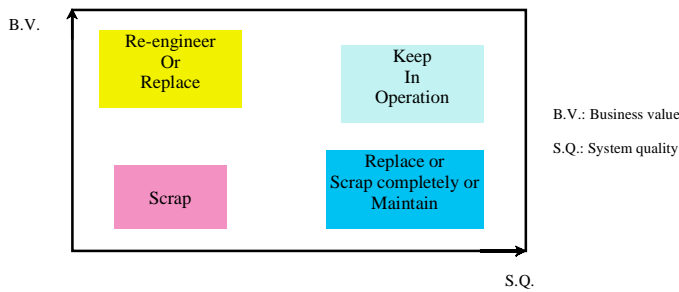 B.V.
Re-engineer
Or
Replace
Keep
In
Operation
B.V.: Business value
S.Q.: System quality
Scrap
Replace or
Scrap completely or
Maintain
S.Q.